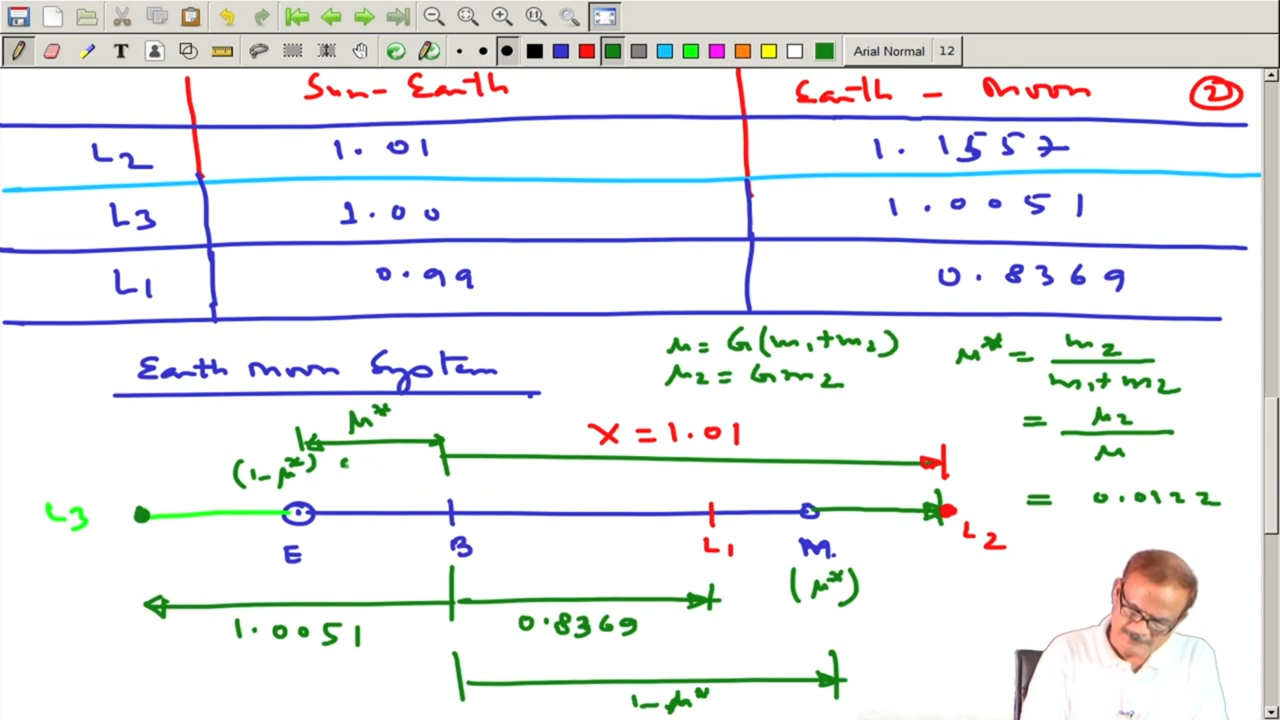 Arial Normal 12
Sun-Earth Earth - Moon 2
L2 1.01 1.1557
L3 1.00 1.0051
L1 0.99 0.8369
Earth Moon System
μ = G(m1+m2)
μ2 = Gm2
μ* = m2 / m1+m2
= μ2 / μ
= 0.0122
μ*
x = 1.01
(1-μ*)
L3 E B L1 M. L2
(μ*)
1.0051 0.8369
1-μ*